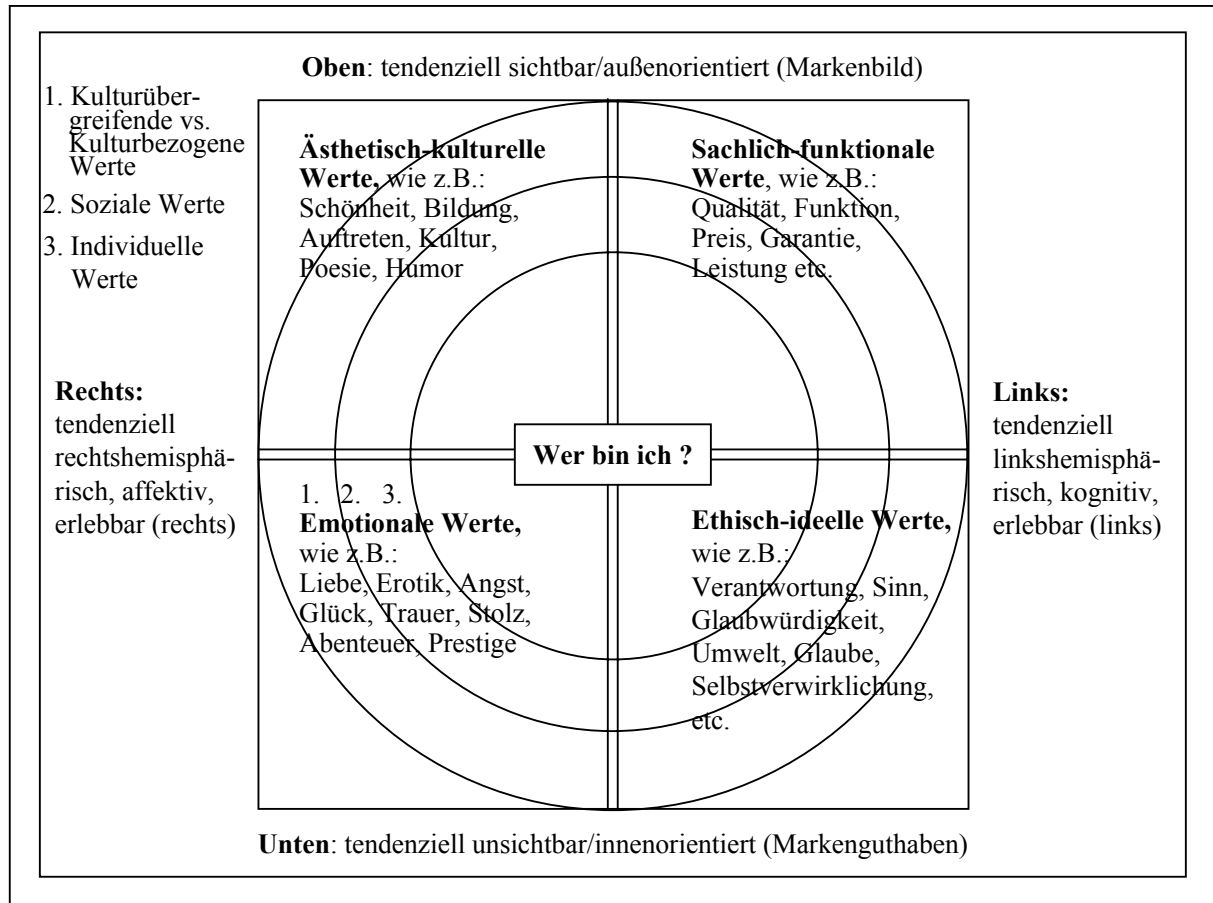 Oben: tendenziell sichtbar/außenorientiert (Markenbild)
1. Kulturüber-
greifende vs.
Kulturbezogene
Werte
2. Soziale Werte
3. Individuelle
Werte
Ästhetisch-kulturelle
Werte, wie z.B.:
Schönheit, Bildung,
Auftreten, Kultur,
Poesie, Humor
Sachlich-funktionale
Werte, wie z.B.:
Qualität, Funktion,
Preis, Garantie,
Leistung etc.
Rechts:
tendenziell
rechtshemisphä-
risch, affektiv,
erlebbar (rechts)
Wer bin ich ?
Links:
tendenziell
linkshemisphä-
risch, kognitiv,
erlebbar (links)
1. 2. 3.
Emotionale Werte,
wie z.B.:
Liebe, Erotik, Angst,
Glück, Trauer, Stolz,
Abenteuer, Prestige
Ethisch-ideelle Werte,
wie z.B.:
Verantwortung, Sinn,
Glaubwürdigkeit,
Umwelt, Glaube,
Selbstverwirklichung,
etc.
Unten: tendenziell unsichtbar/innenorientiert (Markenguthaben)